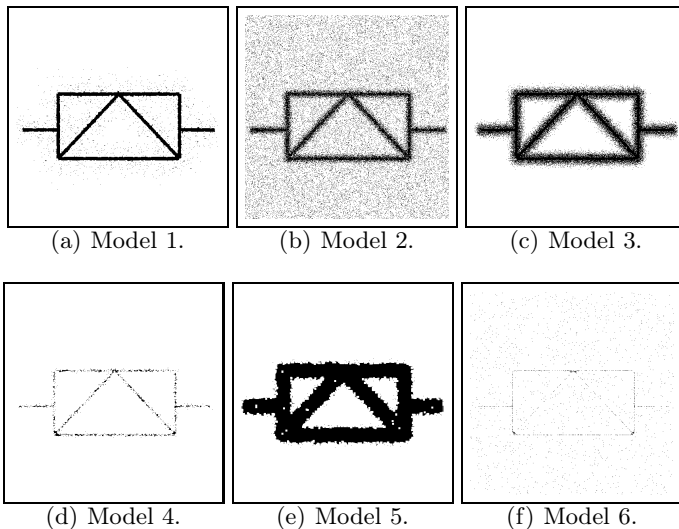 (a) Model 1.
(b) Model 2.
(c) Model 3.
(d) Model 4.
(e) Model 5.
(f) Model 6.